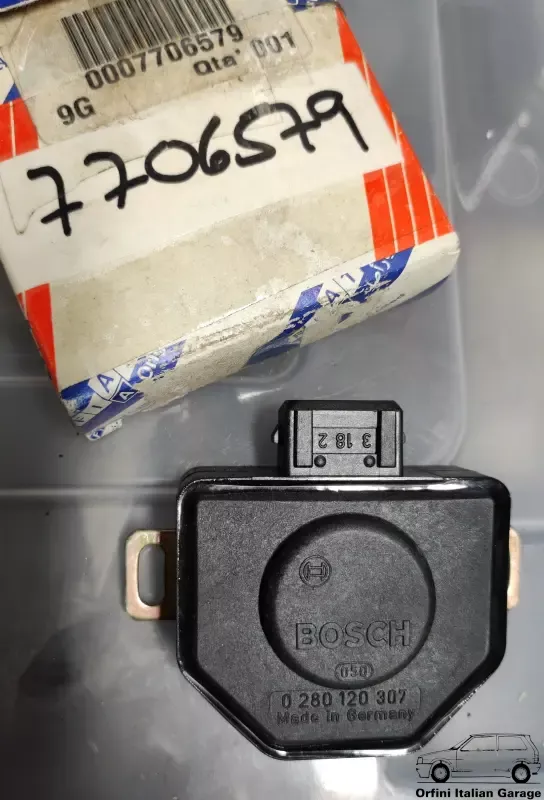 0007706579
9G Qta' 001
7706579
FIA
A
A T
3 18 2
BOSCH
050
0 280 120 307
Made in Germany
Orfini Italian Garage